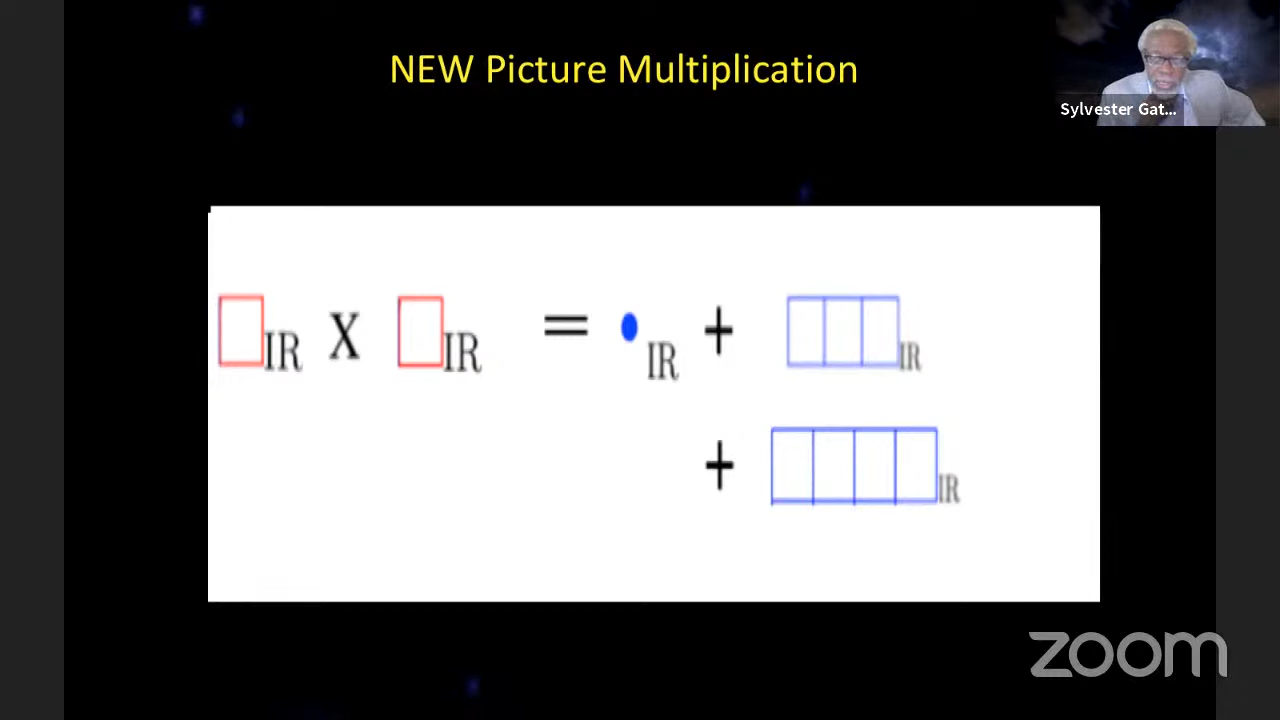 NEW Picture Multiplication
Sylvester Gat...
IR X IR = IR + IR
+ IR
zoom